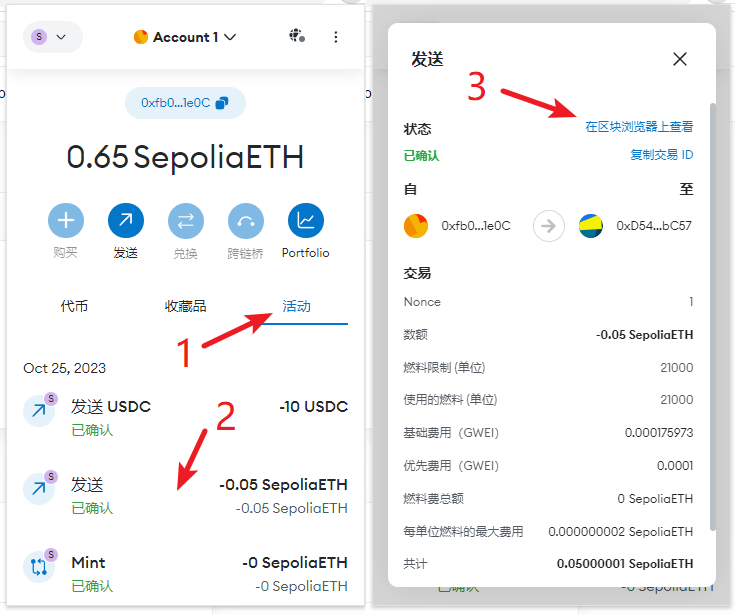 S
Account 1
0xfb0...1e0C
0.65 SepoliaETH
购买
发送
兑换
跨链桥
Portfolio
代币
收藏品
活动
1
Oct 25, 2023
S
发送 USDC
-10 USDC
已确认
2
S
发送
-0.05 SepoliaETH
已确认
-0.05 SepoliaETH
S
Mint
-0 SepoliaETH
已确认
-0 SepoliaETH
发送
3
状态
在区块浏览器上查看
已确认
复制交易 ID
自
至
0xfb0...1e0C
0xD54...bC57
交易
Nonce
1
数额
-0.05 SepoliaETH
燃料限制 (单位)
21000
使用的燃料 (单位)
21000
基础费用（GWEI）
0.000175973
优先费用（GWEI）
0.0001
燃料费总额
0 SepoliaETH
每单位燃料的最大费用
0.000000002 SepoliaETH
共计
0.05000001 SepoliaETH
已确认
-0 SepoliaETH